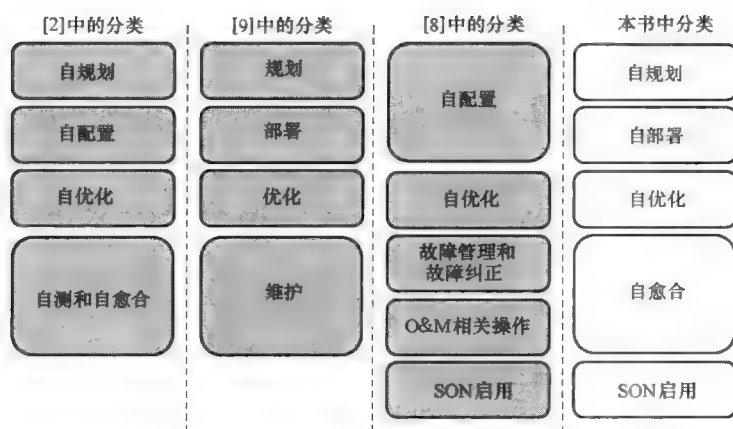 [2]中的分类
[9]中的分类
[8]中的分类
本书中分类
自规划
规划
自配置
自规划
自配置
部署
自部署
自优化
优化
自优化
自优化
自测和自愈合
维护
故障管理和
故障纠正
自愈合
O&M相关操作
SON启用
SON启用